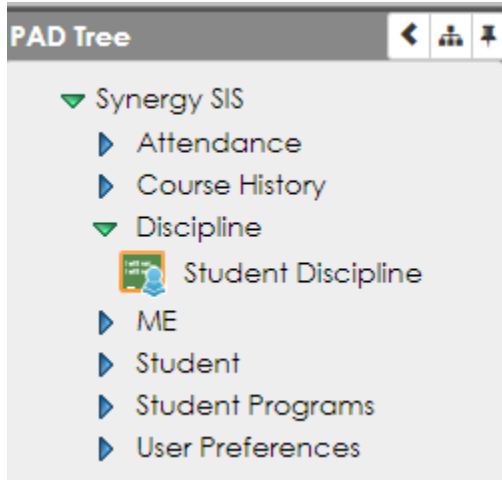 PAD Tree
Synergy SIS
Attendance
Course History
Discipline
Student Discipline
ME
Student
Student Programs
User Preferences